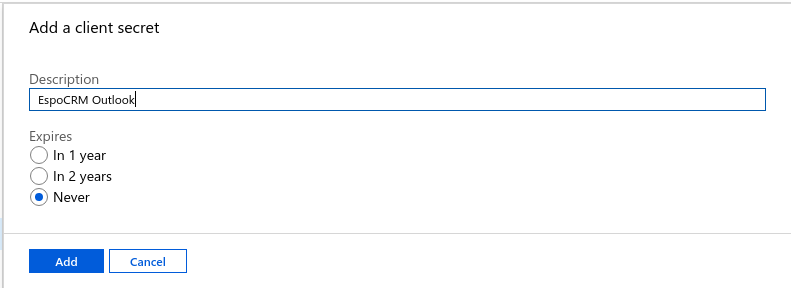 Add a client secret
Description
EspoCRM Outlook
Expires
In 1 year
In 2 years
Never
Add Cancel